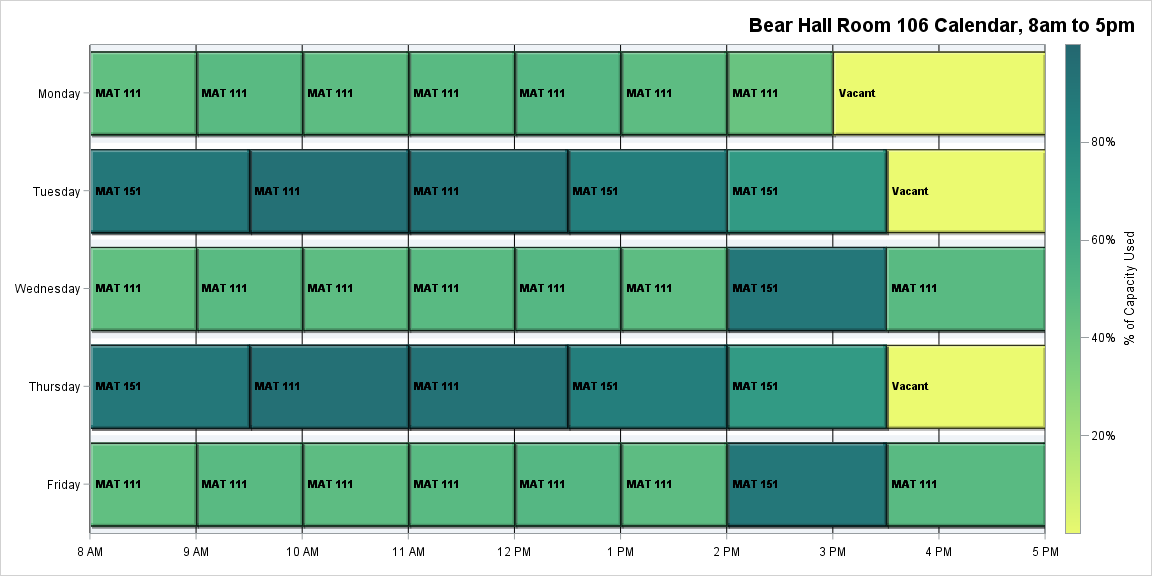 Bear Hall Room 106 Calendar, 8am to 5pm
Monday
MAT 111
MAT 111
MAT 111
MAT 111
MAT 111
MAT 111
MAT 111
Vacant
Tuesday
MAT 151
MAT 111
MAT 111
MAT 151
MAT 151
Vacant
Wednesday
MAT 111
MAT 111
MAT 111
MAT 111
MAT 111
MAT 111
MAT 151
MAT 111
Thursday
MAT 151
MAT 111
MAT 111
MAT 151
MAT 151
Vacant
Friday
MAT 111
MAT 111
MAT 111
MAT 111
MAT 111
MAT 111
MAT 151
MAT 111
8 AM
9 AM
10 AM
11 AM
12 PM
1 PM
2 PM
3 PM
4 PM
5 PM
80%
60%
40%
20%
% of Capacity Used